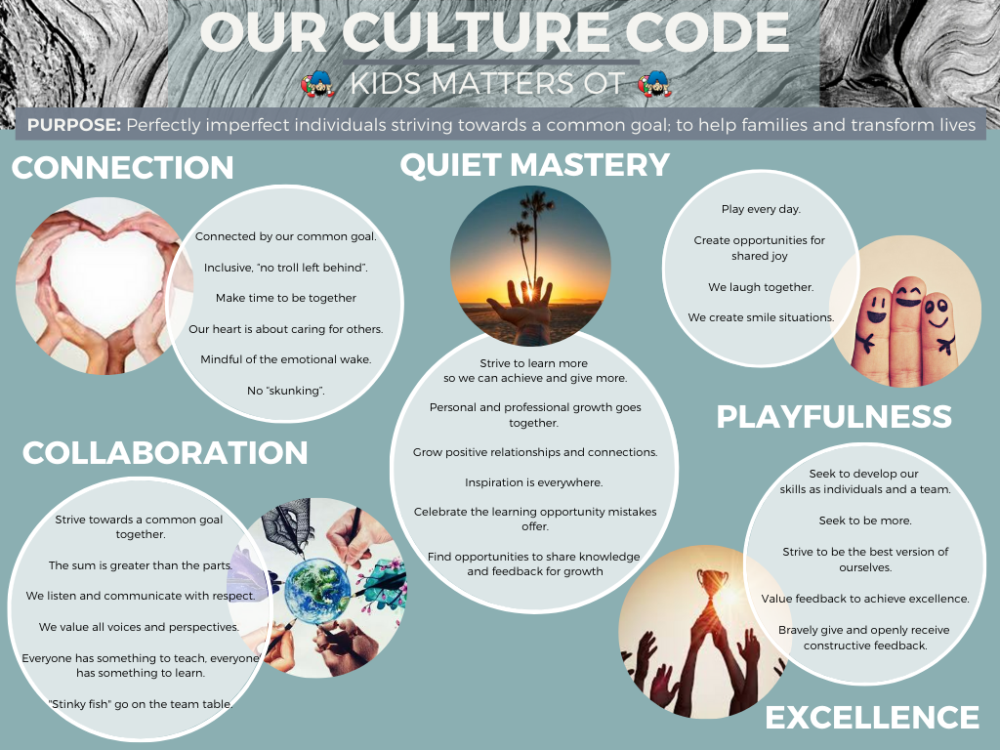 OUR CULTURE CODE
KIDS MATTERS OT
PURPOSE: Perfectly imperfect individuals striving towards a common goal; to help families and transform lives
CONNECTION
Connected by our common goal.
Inclusive, “no troll left behind”.
Make time to be together
Our heart is about caring for others.
Mindful of the emotional wake.
No “skunking”.
QUIET MASTERY
Strive to learn more
so we can achieve and give more.
Personal and professional growth goes
together.
Grow positive relationships and connections.
Inspiration is everywhere.
Celebrate the learning opportunity mistakes
offer.
Find opportunities to share knowledge
and feedback for growth
Play every day.
Create opportunities for
shared joy
We laugh together.
We create smile situations.
PLAYFULNESS
COLLABORATION
Strive towards a common goal
together.
The sum is greater than the parts.
We listen and communicate with respect.
We value all voices and perspectives.
Everyone has something to teach, everyone
has something to learn.
"Stinky fish" go on the team table.
Seek to develop our
skills as individuals and a team.
Seek to be more.
Strive to be the best version of
ourselves.
Value feedback to achieve excellence.
Bravely give and openly receive
constructive feedback.
EXCELLENCE